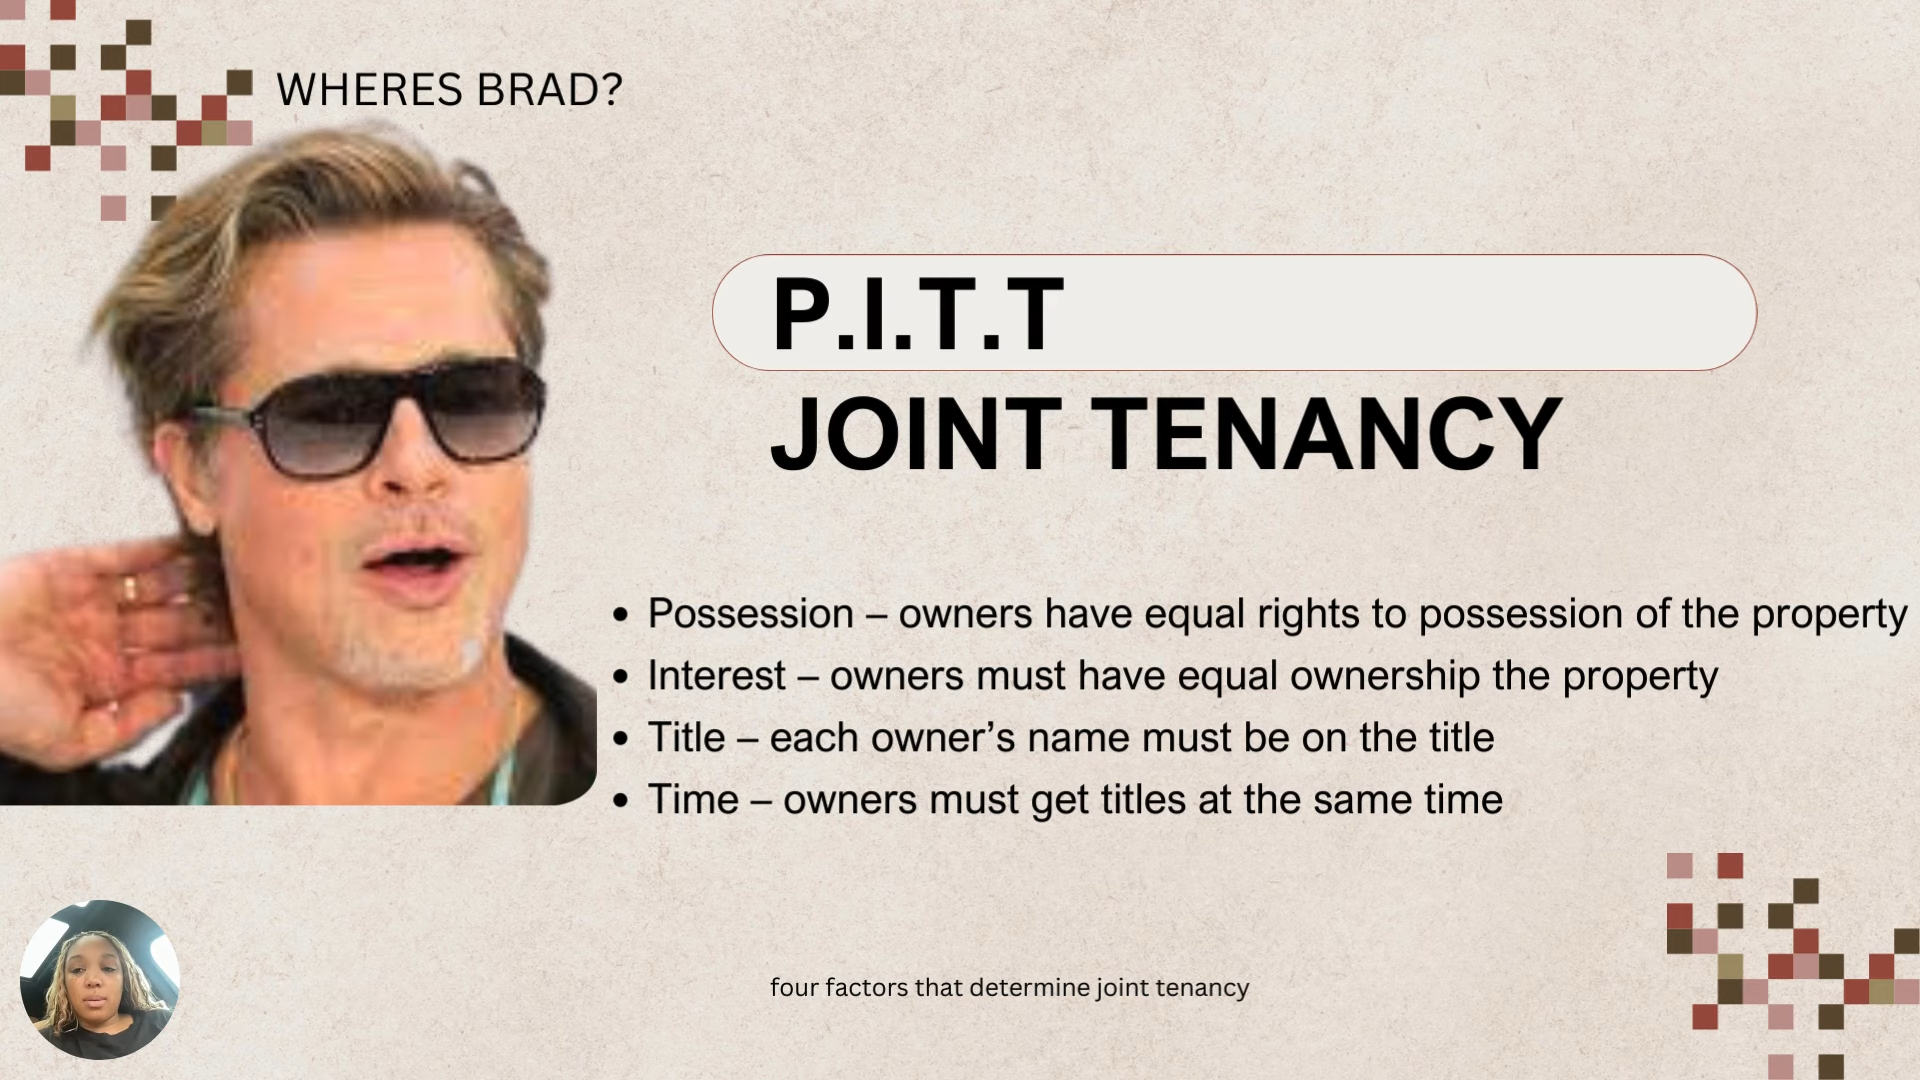 WHERES BRAD?
P.I.T.T
JOINT TENANCY
• Possession – owners have equal rights to possession of the property
• Interest – owners must have equal ownership the property
• Title – each owner’s name must be on the title
• Time – owners must get titles at the same time
four factors that determine joint tenancy